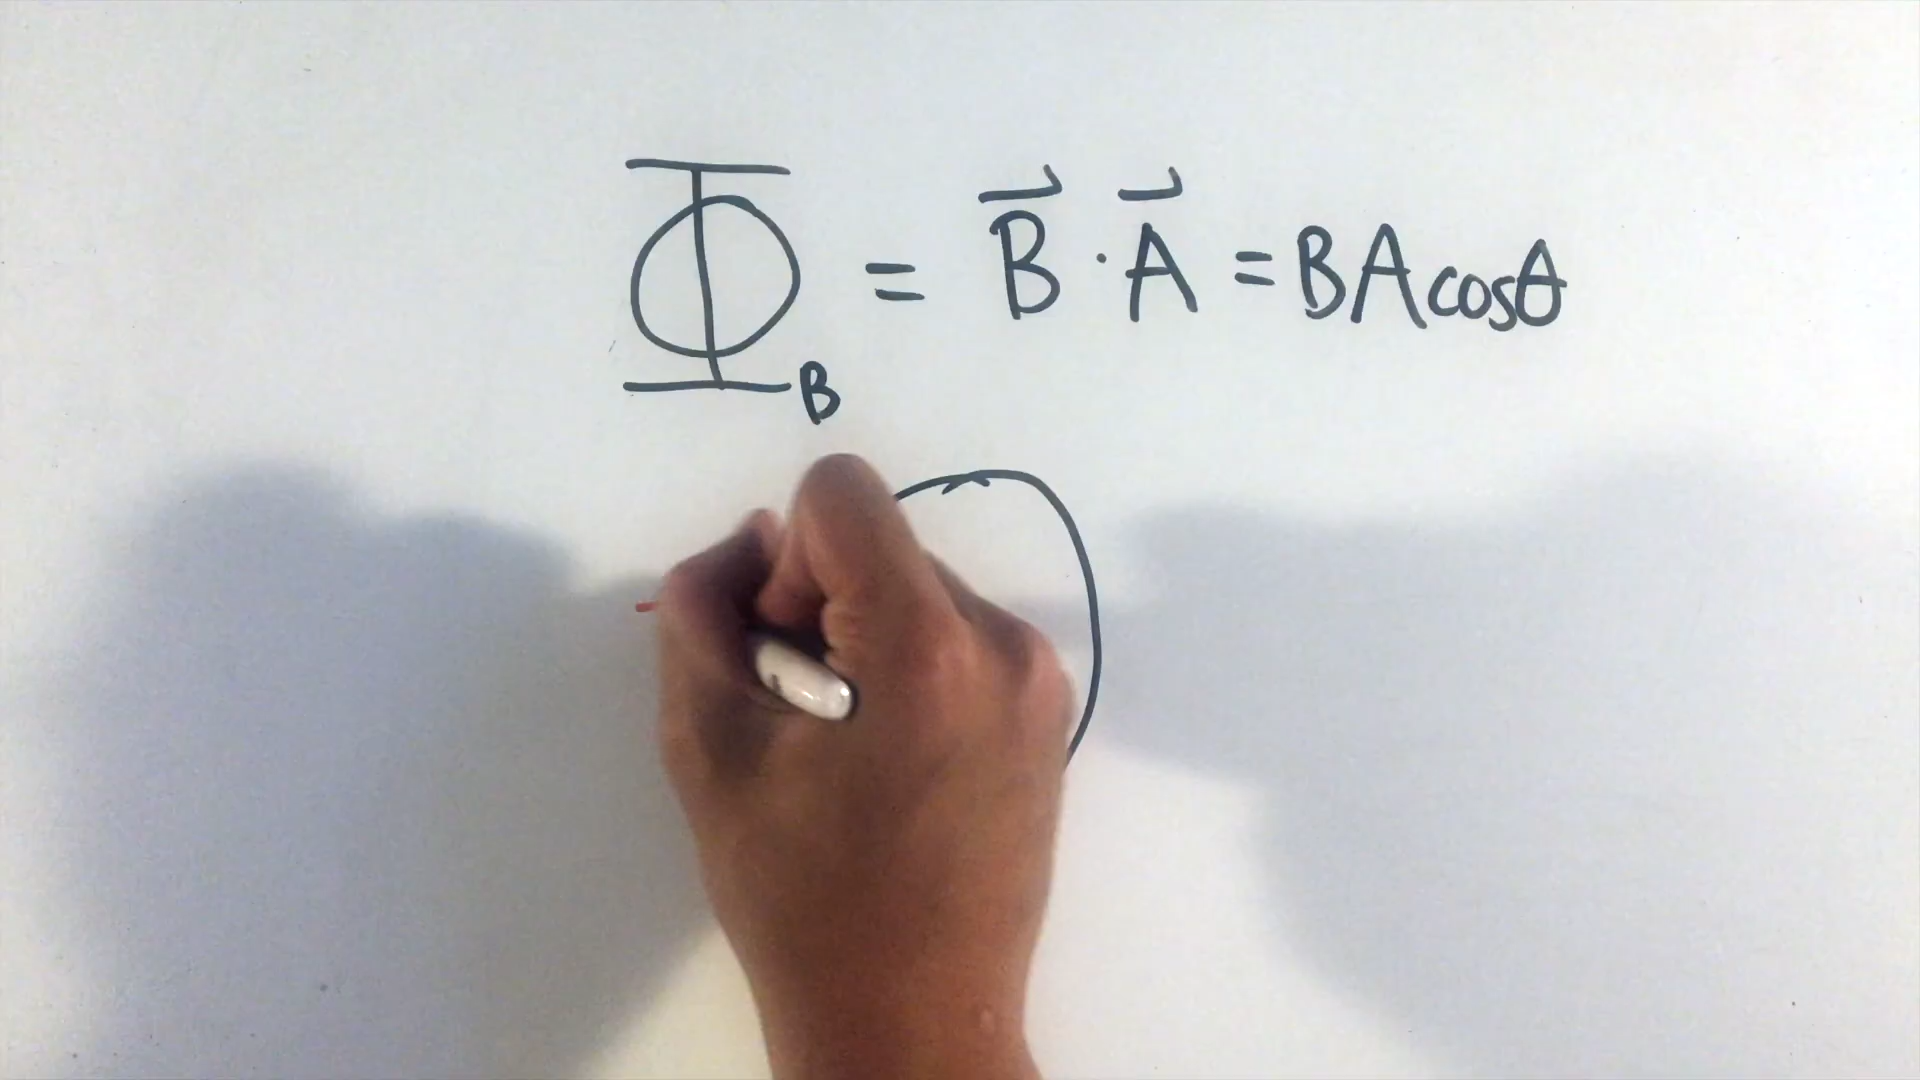 Φ_B = B⃗ · A⃗ = BAcosθ